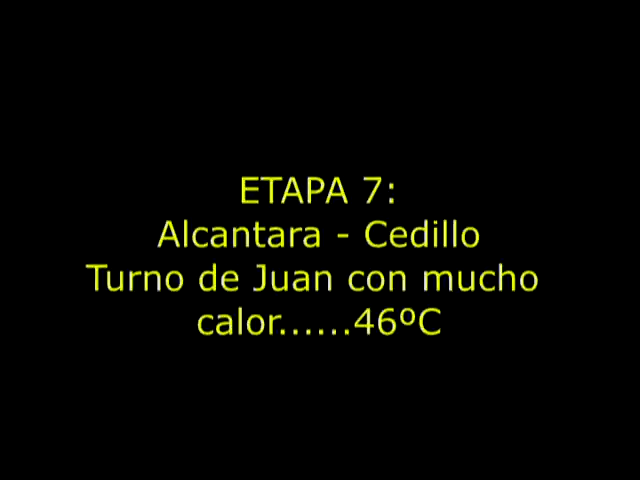 ETAPA 7:
Alcantara - Cedillo
Turno de Juan con mucho
calor......46ºC